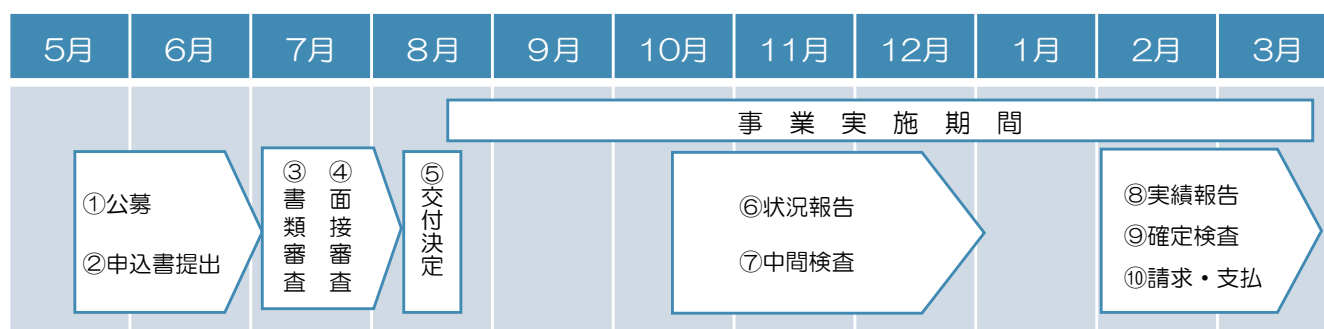 5月 6月 7月 8月 9月 10月 11月 12月 1月 2月 3月
事業実施期間
①公募
②申込書提出
③書類審査
④面接審査
⑤交付決定
⑥状況報告
⑦中間検査
⑧実績報告
⑨確定検査
⑩請求・支払